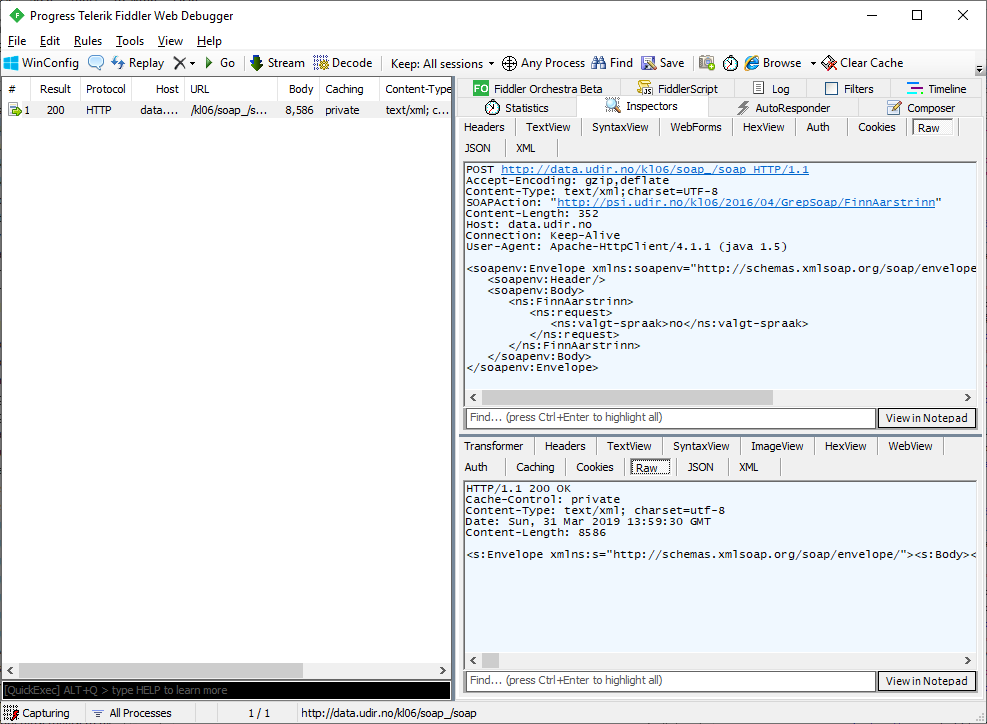 Progress Telerik Fiddler Web Debugger
File Edit Rules Tools View Help
WinConfig Replay Go Stream Decode Keep: All sessions Any Process Find Save Browse Clear Cache
# Result Protocol Host URL Body Caching Content-Type
1 200 HTTP data.... /kl06/soap_/s... 8,586 private text/xml; c...
FO Fiddler Orchestra Beta FiddlerScript Log Filters Timeline
Statistics Inspectors AutoResponder Composer
Headers TextView SyntaxView WebForms HexView Auth Cookies Raw
JSON XML
POST http://data.udir.no/kl06/soap_/soap HTTP/1.1
Accept-Encoding: gzip,deflate
Content-Type: text/xml;charset=UTF-8
SOAPAction: "http://psi.udir.no/kl06/2016/04/GrepSoap/FinnAarstrinn"
Content-Length: 352
Host: data.udir.no
Connection: Keep-Alive
User-Agent: Apache-HttpClient/4.1.1 (java 1.5)
<soapenv:Envelope xmlns:soapenv="http://schemas.xmlsoap.org/soap/envelope
<soapenv:Header/>
<soapenv:Body>
<ns:FinnAarstrinn>
<ns:request>
<ns:valgt-spraak>no</ns:valgt-spraak>
</ns:request>
</ns:FinnAarstrinn>
</soapenv:Body>
</soapenv:Envelope>
Find... (press Ctrl+Enter to highlight all) View in Notepad
Transformer Headers TextView SyntaxView ImageView HexView WebView
Auth Caching Cookies Raw JSON XML
HTTP/1.1 200 OK
Cache-Control: private
Content-Type: text/xml; charset=utf-8
Date: Sun, 31 Mar 2019 13:59:30 GMT
Content-Length: 8586
<s:Envelope xmlns:s="http://schemas.xmlsoap.org/soap/envelope/"><s:Body><
Find... (press Ctrl+Enter to highlight all) View in Notepad
[QuickExec] ALT+Q > type HELP to learn more
Capturing All Processes 1 / 1 http://data.udir.no/kl06/soap_/soap